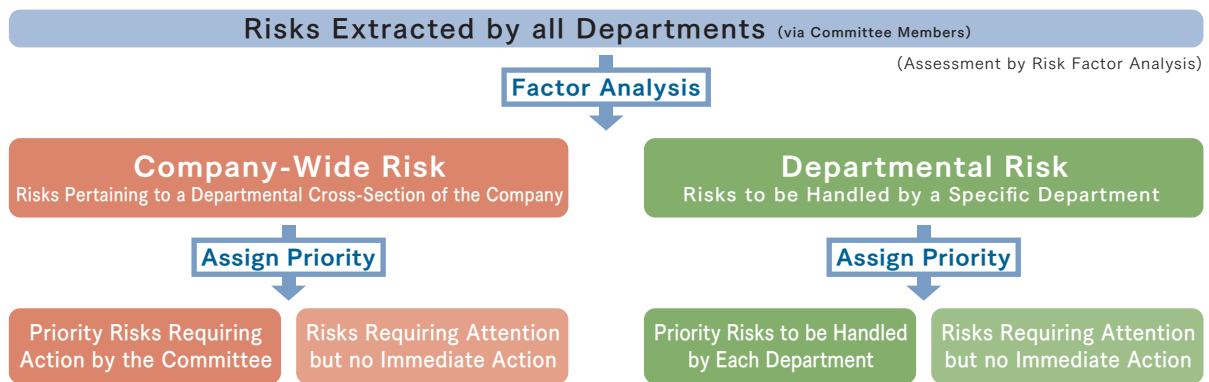 Risks Extracted by all Departments (via Committee Members)
(Assessment by Risk Factor Analysis)
Factor Analysis
Company-Wide Risk
Risks Pertaining to a Departmental Cross-Section of the Company
Departmental Risk
Risks to be Handled by a Specific Department
Assign Priority
Assign Priority
Priority Risks Requiring
Action by the Committee
Risks Requiring Attention
but no Immediate Action
Priority Risks to be Handled
by Each Department
Risks Requiring Attention
but no Immediate Action